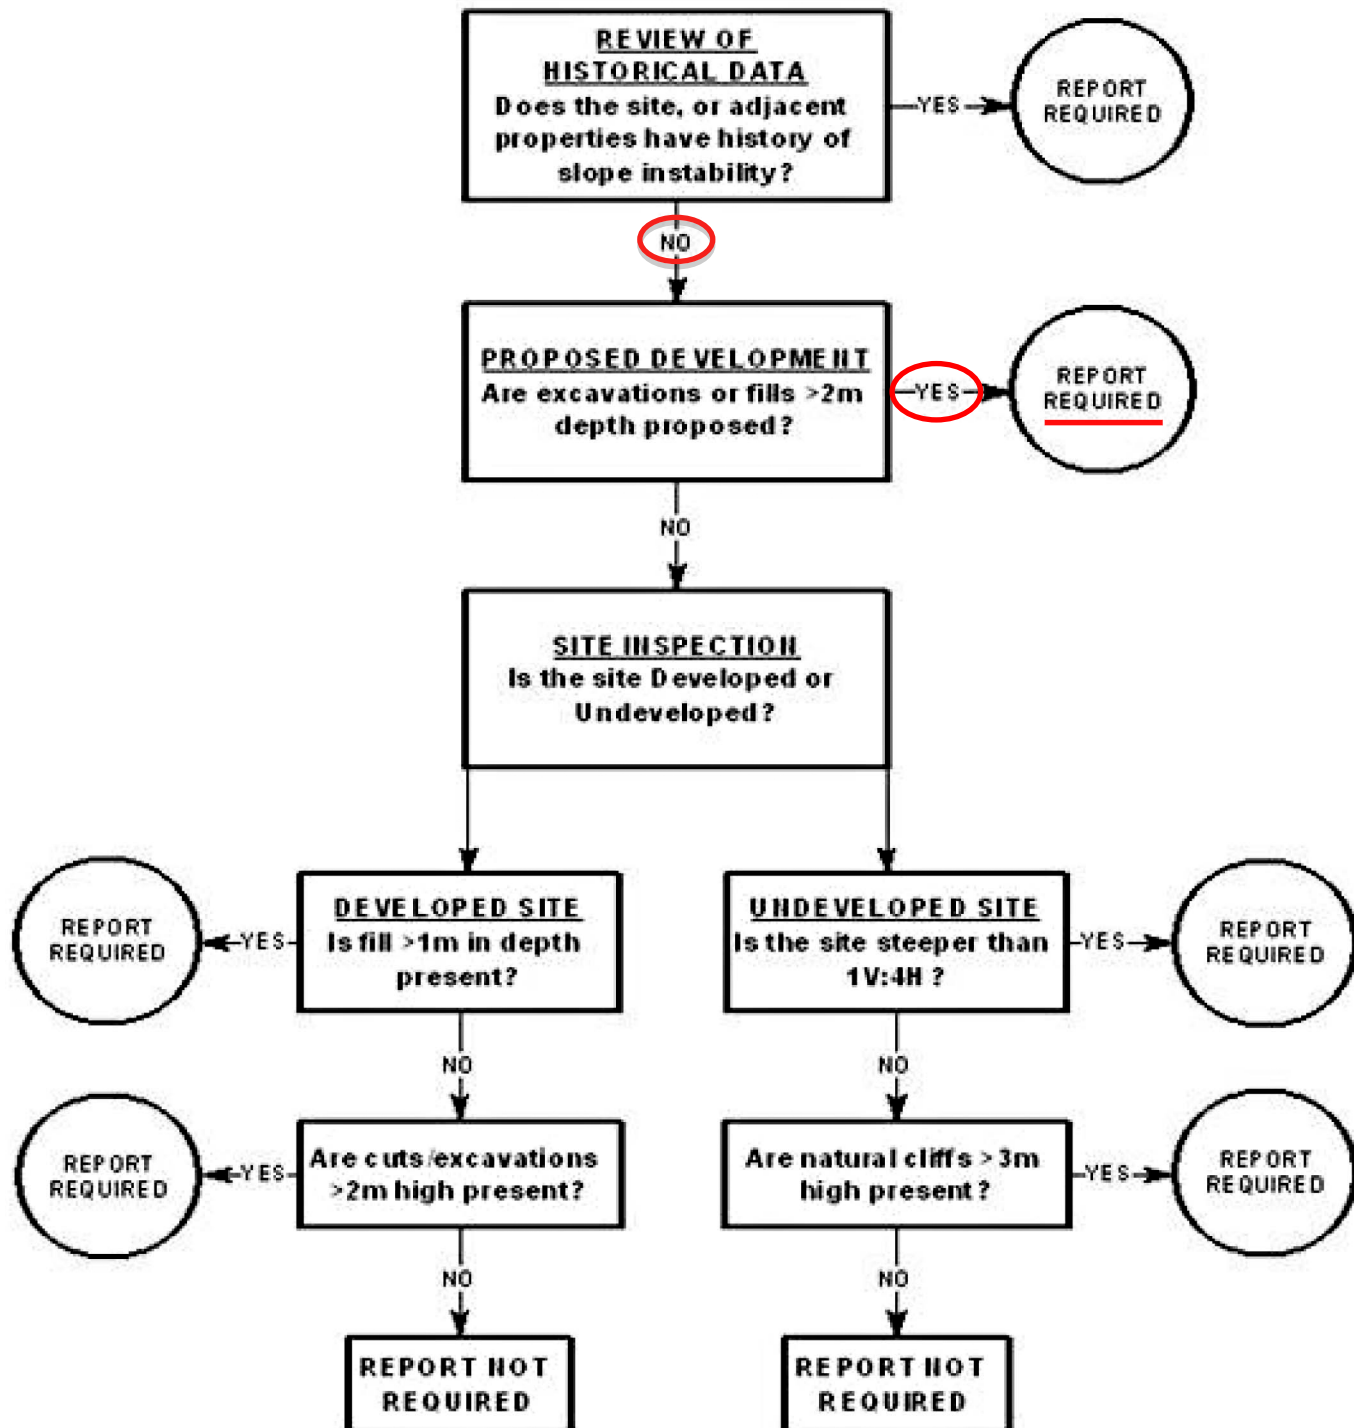 REVIEW OF
HISTORICAL DATA
Does the site, or adjacent
properties have history of
slope instability?
YES
REPORT
REQUIRED
NO
PROPOSED DEVELOPMENT
Are excavations or fills >2m
depth proposed?
YES
REPORT
REQUIRED
NO
SITE INSPECTION
Is the site Developed or
Undeveloped?
DEVELOPED SITE
Is fill >1m in depth
present?
YES
REPORT
REQUIRED
UNDEVELOPED SITE
Is the site steeper than
1V:4H?
YES
REPORT
REQUIRED
NO
NO
Are cuts/excavations
>2m high present?
YES
REPORT
REQUIRED
Are natural cliffs >3m
high present?
YES
REPORT
REQUIRED
NO
NO
REPORT NOT
REQUIRED
REPORT NOT
REQUIRED